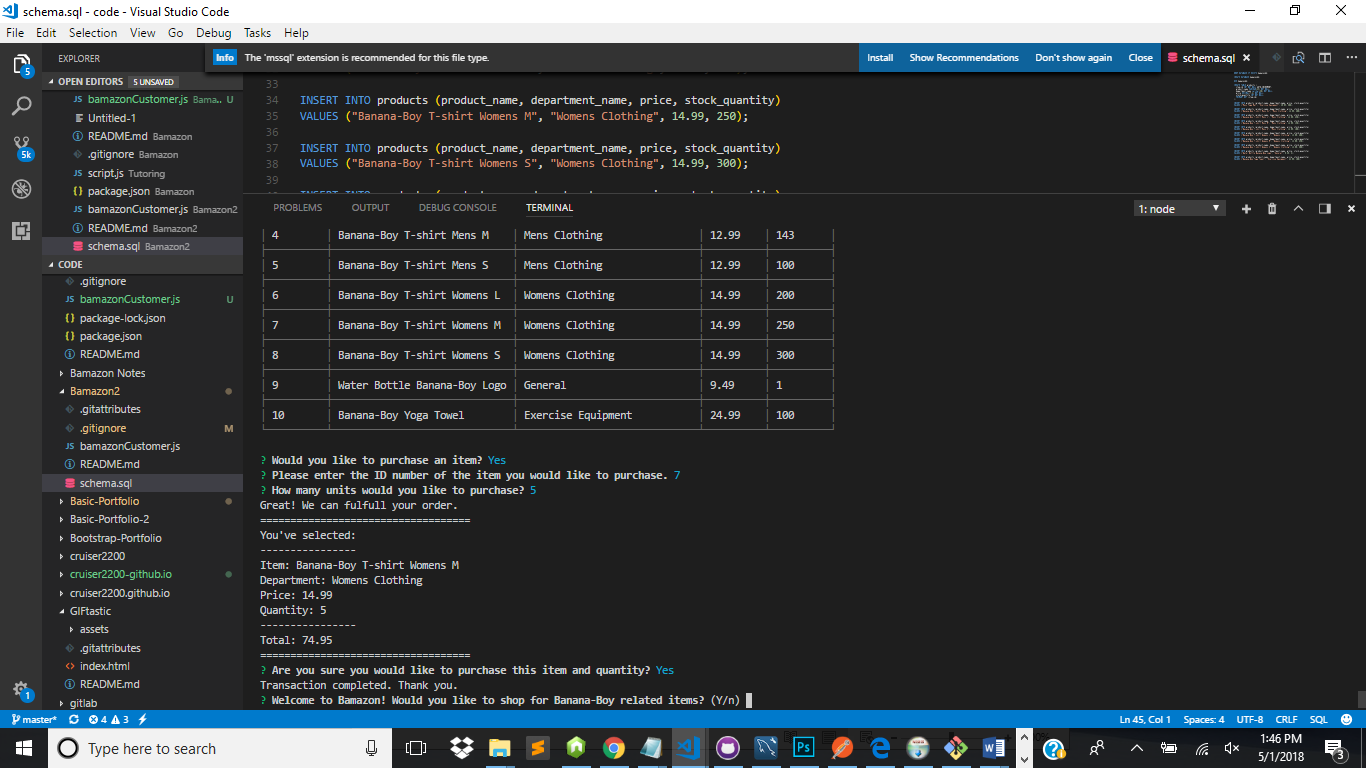 schema.sql - code - Visual Studio Code
File Edit Selection View Go Debug Tasks Help
5
EXPLORER
Info The 'mssql' extension is recommended for this file type. Install Show Recommendations Don't show again Close
schema.sql ×
OPEN EDITORS 5 UNSAVED
JS bamazonCustomer.js Bama... U
Untitled-1
README.md Bamazon
.gitignore Bamazon
JS script.js Tutoring
{} package.json Bamazon
JS bamazonCustomer.js Bamazon2
README.md Bamazon2
schema.sql Bamazon2
CODE
.gitignore
JS bamazonCustomer.js U
{} package-lock.json
{} package.json
README.md
Bamazon Notes
Bamazon2
.gitattributes
.gitignore M
JS bamazonCustomer.js
README.md
schema.sql
Basic-Portfolio
Basic-Portfolio-2
Bootstrap-Portfolio
cruiser2200
cruiser2200-github.io
cruiser2200.github.io
GIFtastic
assets
.gitattributes
<> index.html
README.md
gitlab
5k
1
33
34 INSERT INTO products (product_name, department_name, price, stock_quantity)
35 VALUES ("Banana-Boy T-shirt Womens M", "Womens Clothing", 14.99, 250);
36
37 INSERT INTO products (product_name, department_name, price, stock_quantity)
38 VALUES ("Banana-Boy T-shirt Womens S", "Womens Clothing", 14.99, 300);
39
PROBLEMS OUTPUT DEBUG CONSOLE TERMINAL 1: node
4 Banana-Boy T-shirt Mens M Mens Clothing 12.99 143
5 Banana-Boy T-shirt Mens S Mens Clothing 12.99 100
6 Banana-Boy T-shirt Womens L Womens Clothing 14.99 200
7 Banana-Boy T-shirt Womens M Womens Clothing 14.99 250
8 Banana-Boy T-shirt Womens S Womens Clothing 14.99 300
9 Water Bottle Banana-Boy Logo General 9.49 1
10 Banana-Boy Yoga Towel Exercise Equipment 24.99 100
? Would you like to purchase an item? Yes
? Please enter the ID number of the item you would like to purchase. 7
? How many units would you like to purchase? 5
Great! We can fulfull your order.
===================================
You've selected:
----------------
Item: Banana-Boy T-shirt Womens M
Department: Womens Clothing
Price: 14.99
Quantity: 5
----------------
Total: 74.95
===================================
? Are you sure you would like to purchase this item and quantity? Yes
Transaction completed. Thank you.
? Welcome to Bamazon! Would you like to shop for Banana-Boy related items? (Y/n)
master* 4 3 Ln 45, Col 1 Spaces: 4 UTF-8 CRLF SQL
Type here to search
Ps
1:46 PM
5/1/2018
3